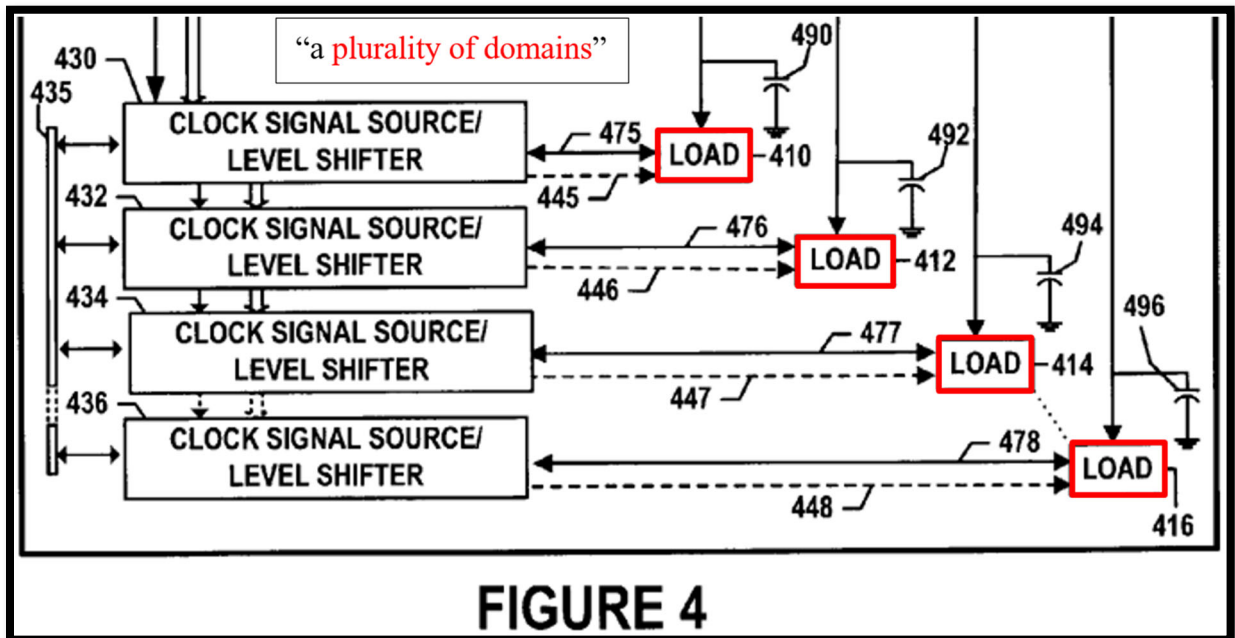 “a plurality of domains”
490
430
435
CLOCK SIGNAL SOURCE/
LEVEL SHIFTER
475
LOAD
410
445
492
432
CLOCK SIGNAL SOURCE/
LEVEL SHIFTER
476
LOAD
412
446
494
434
CLOCK SIGNAL SOURCE/
LEVEL SHIFTER
477
LOAD
414
447
496
436
CLOCK SIGNAL SOURCE/
LEVEL SHIFTER
478
LOAD
448
416
FIGURE 4